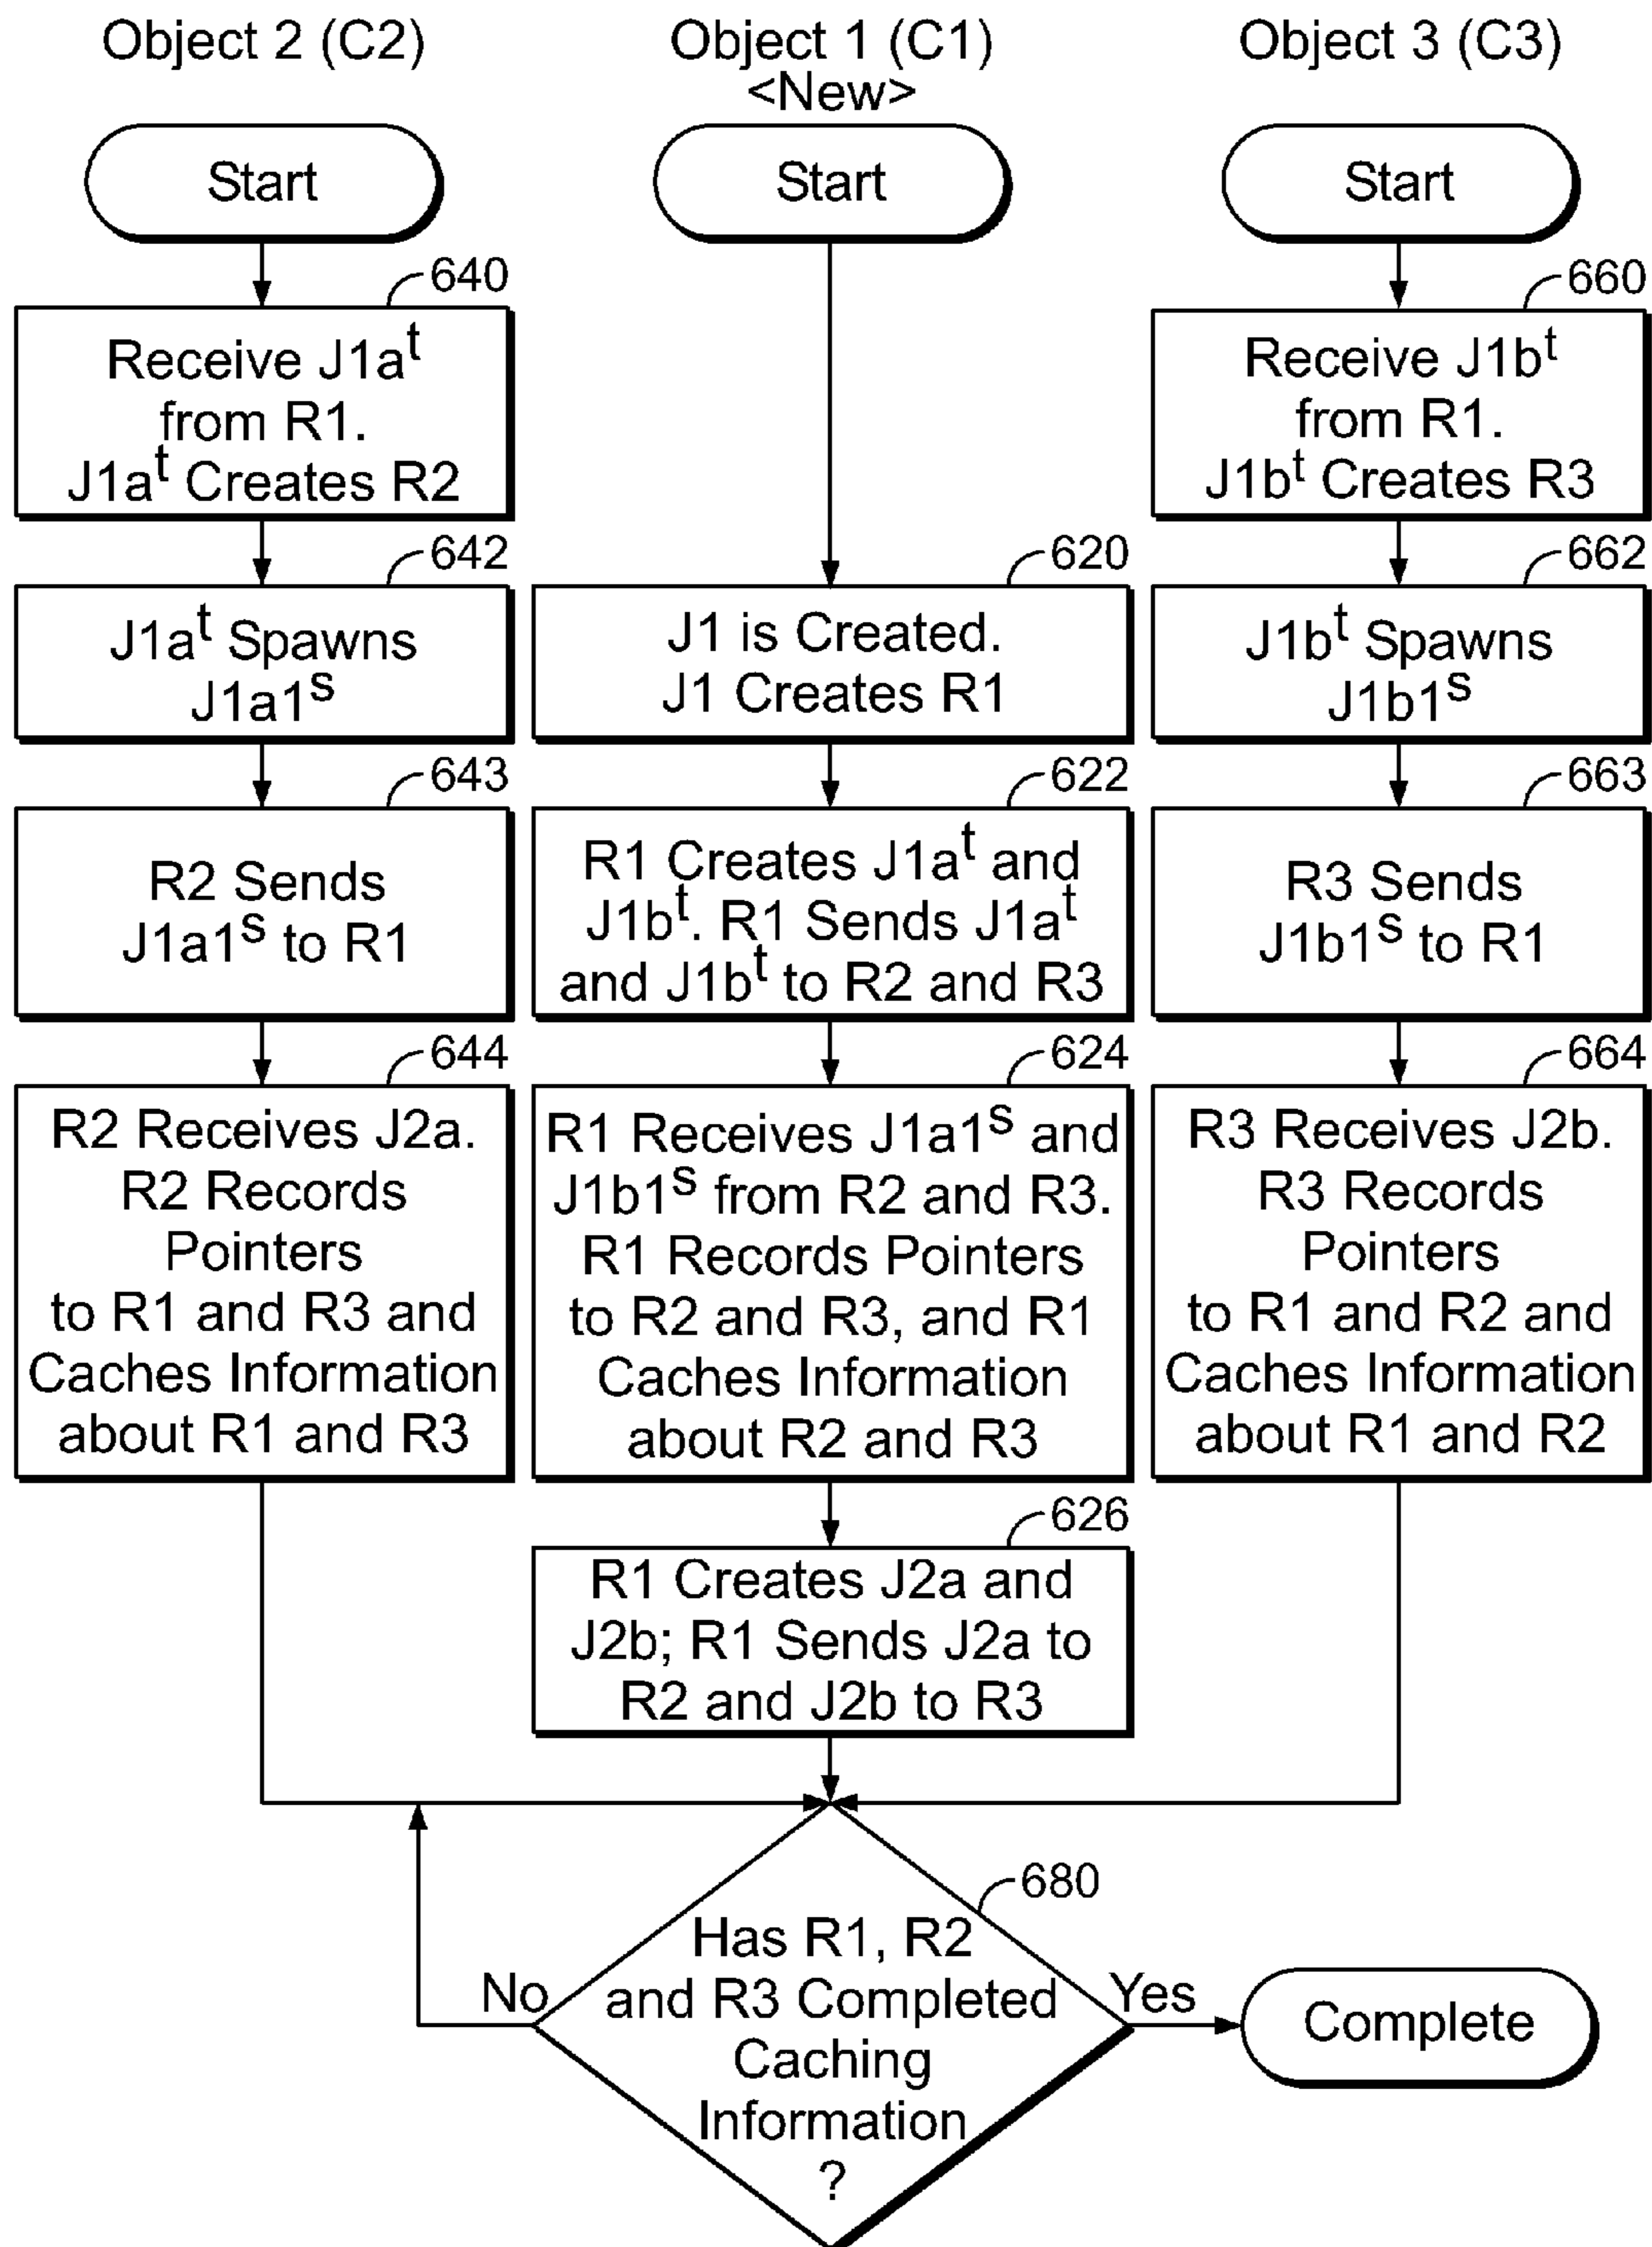 Object 2 (C2)
Start
640
Receive J1aᵗ
from R1.
J1aᵗ Creates R2
642
J1aᵗ Spawns
J1a1ˢ
643
R2 Sends
J1a1ˢ to R1
644
R2 Receives J2a.
R2 Records
Pointers
to R1 and R3 and
Caches Information
about R1 and R3
Object 1 (C1)
<New>
Start
620
J1 is Created.
J1 Creates R1
622
R1 Creates J1aᵗ and
J1bᵗ. R1 Sends J1aᵗ
and J1bᵗ to R2 and R3
624
R1 Receives J1a1ˢ and
J1b1ˢ from R2 and R3.
R1 Records Pointers
to R2 and R3, and R1
Caches Information
about R2 and R3
626
R1 Creates J2a and
J2b; R1 Sends J2a to
R2 and J2b to R3
Object 3 (C3)
Start
660
Receive J1bᵗ
from R1.
J1bᵗ Creates R3
662
J1bᵗ Spawns
J1b1ˢ
663
R3 Sends
J1b1ˢ to R1
664
R3 Receives J2b.
R3 Records
Pointers
to R1 and R2 and
Caches Information
about R1 and R2
680
Has R1, R2
and R3 Completed
Caching
Information
?
No
Yes
Complete